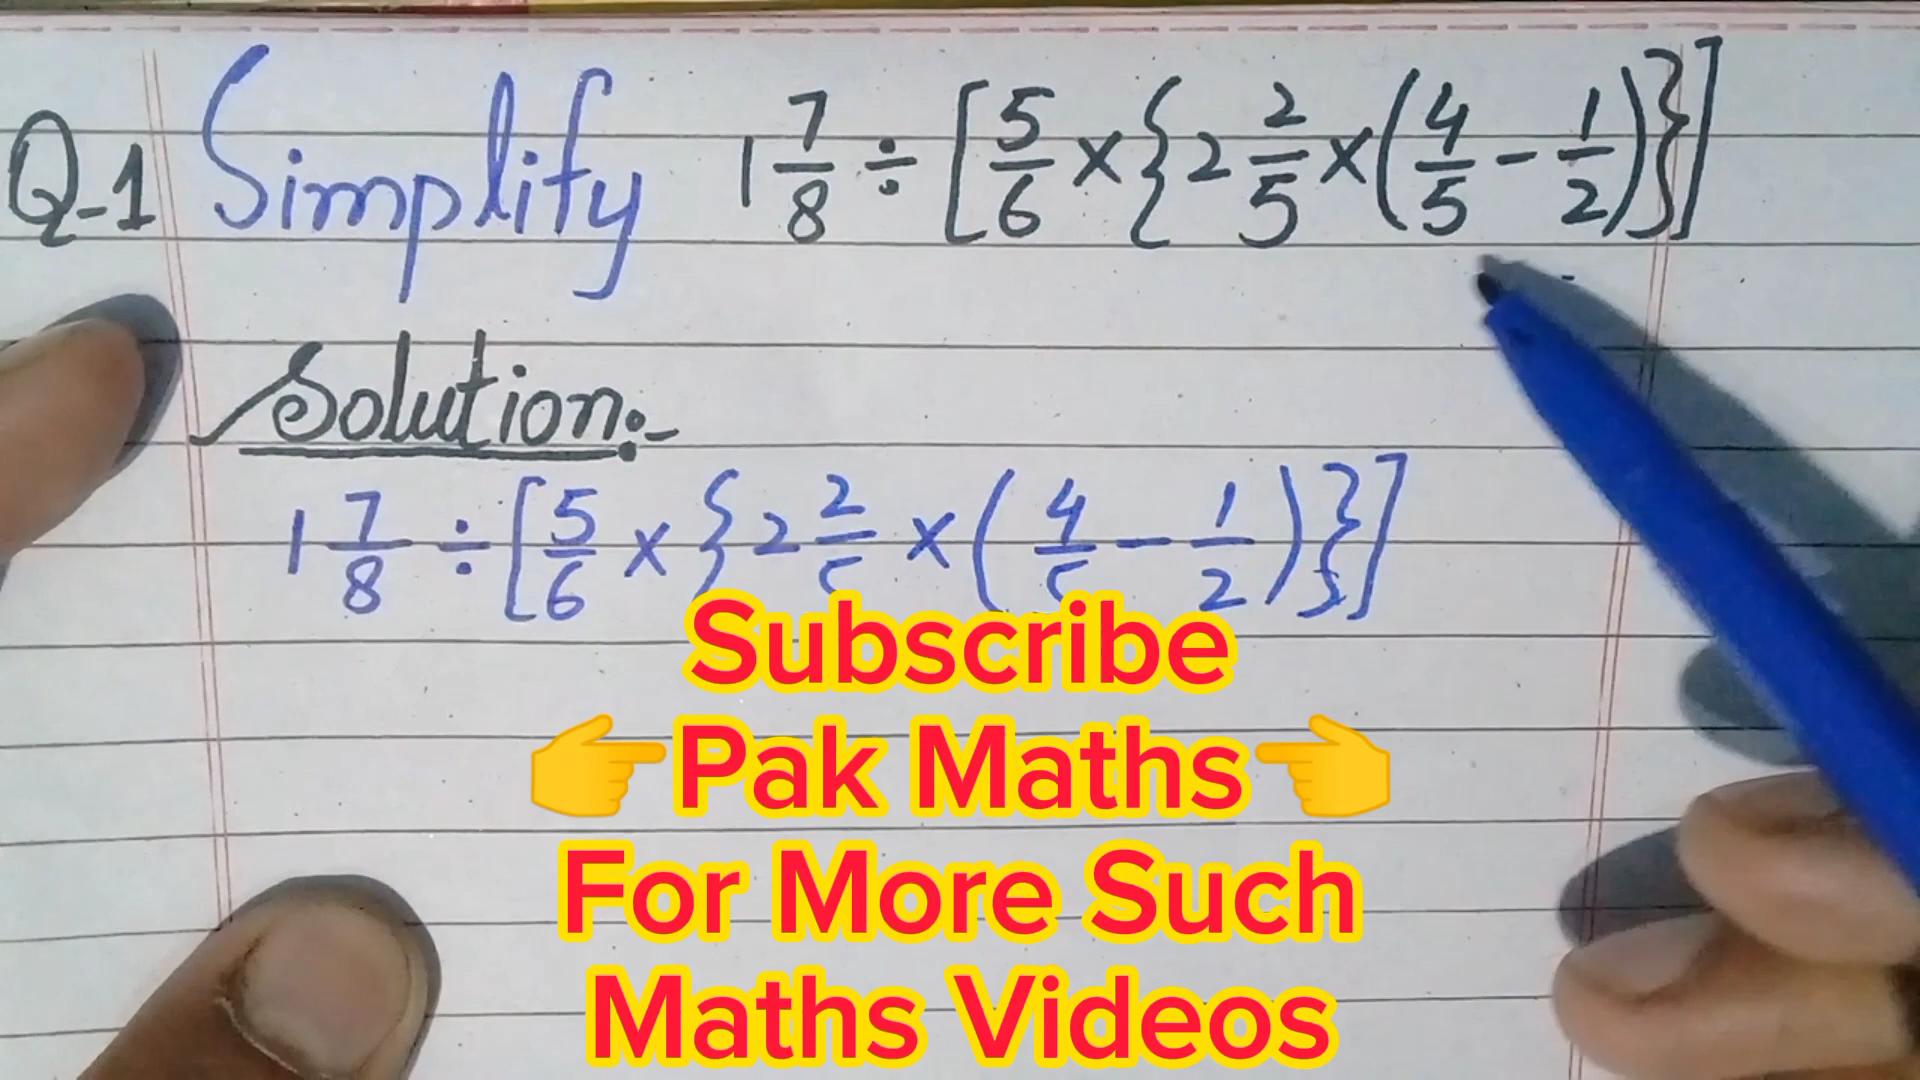 Q-1 Simplify 1 7/8 ÷ [5/6 × {2 2/5 × (4/5 - 1/2)}]
Solution:-
1 7/8 ÷ [5/6 × {2 2/5 × (4/5 - 1/2)}]
Subscribe
👉Pak Maths👈
For More Such
Maths Videos